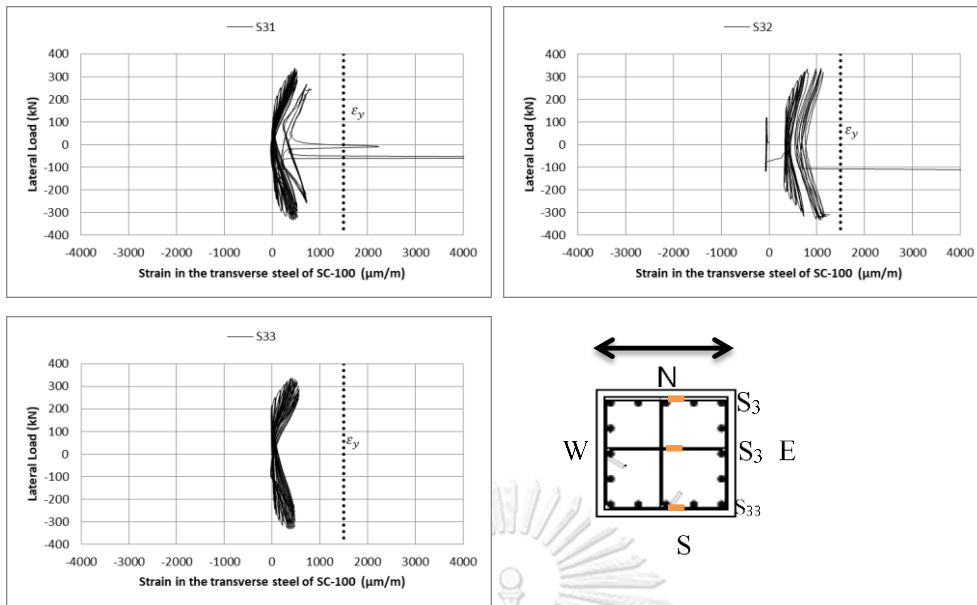 S31
400
300
200
100
0
-100
-200
-300
-400
Lateral Load (kN)
εy
-4000 -3000 -2000 -1000 0 1000 2000 3000 4000
Strain in the transverse steel of SC-100 (µm/m)
S32
400
300
200
100
0
-100
-200
-300
-400
Lateral Load (kN)
εy
-4000 -3000 -2000 -1000 0 1000 2000 3000 4000
Strain in the transverse steel of SC-100 (µm/m)
S33
400
300
200
100
0
-100
-200
-300
-400
Lateral Load (kN)
εy
-4000 -3000 -2000 -1000 0 1000 2000 3000 4000
Strain in the transverse steel of SC-100 (µm/m)
N
S3
W S3 E
S33
S